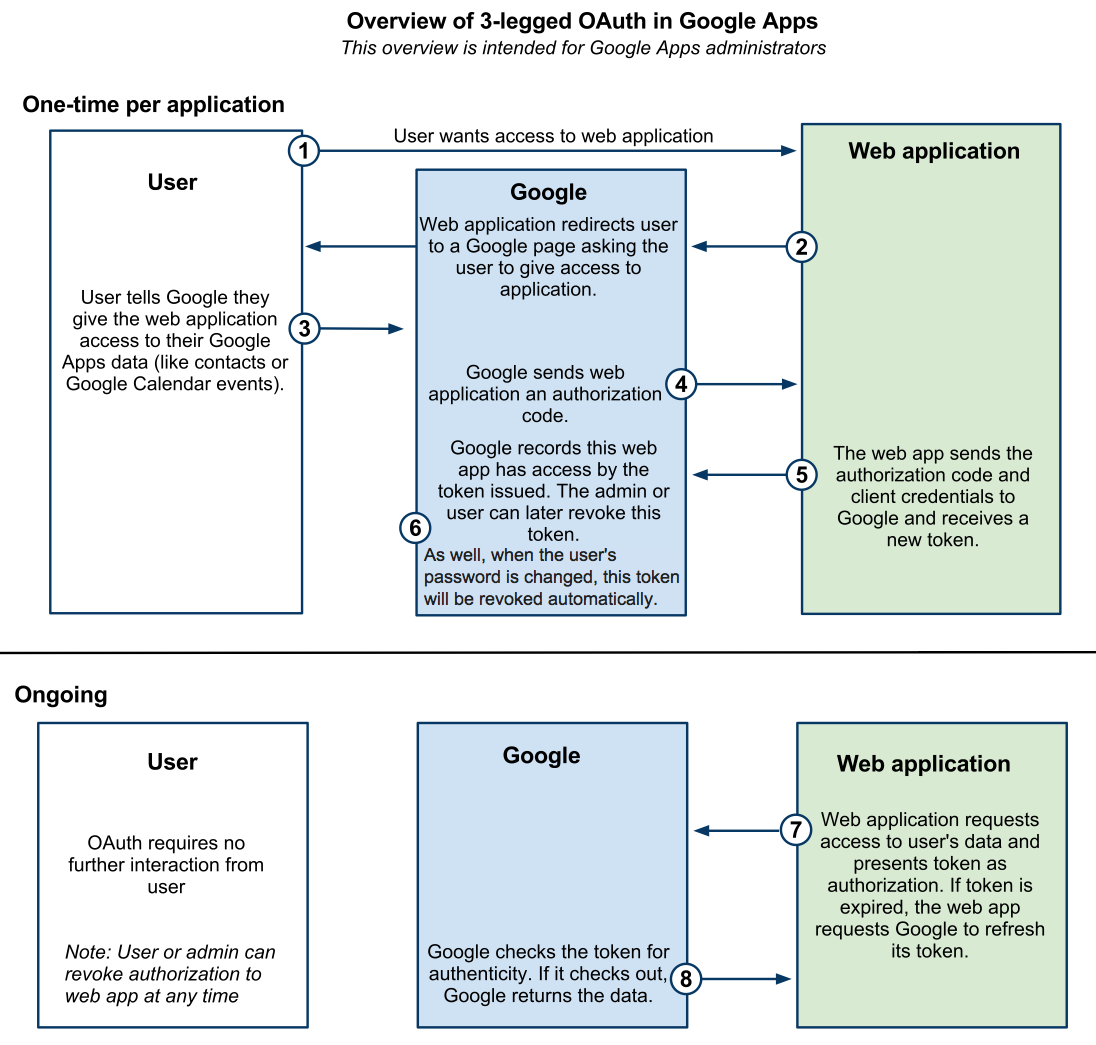 Overview of 3-legged OAuth in Google Apps
This overview is intended for Google Apps administrators
One-time per application
User wants access to web application
1
User
Google
Web application
Web application redirects user
to a Google page asking the
user to give access to
application.
2
User tells Google they
give the web application
access to their Google
Apps data (like contacts or
Google Calendar events).
3
Google sends web
application an authorization
code.
4
The web app sends the
authorization code and
client credentials to
Google and receives a
new token.
5
Google records this web
app has access by the
token issued. The admin or
user can later revoke this
token.
As well, when the user's
password is changed, this token
will be revoked automatically.
6
Ongoing
User
OAuth requires no
further interaction from
user
Note: User or admin can
revoke authorization to
web app at any time
Google
Web application
7
Web application requests
access to user's data and
presents token as
authorization. If token is
expired, the web app
requests Google to refresh
its token.
Google checks the token for
authenticity. If it checks out,
Google returns the data.
8